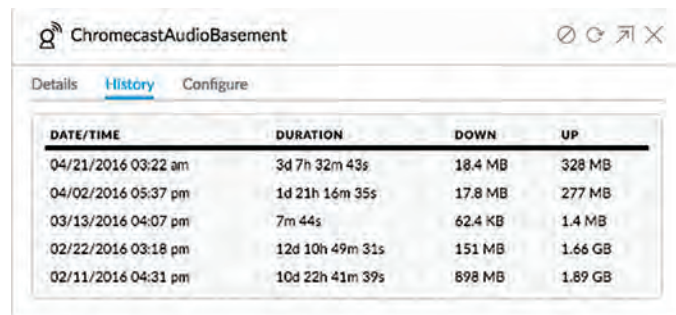 ChromecastAudioBasement
Details History Configure
DATE/TIME DURATION DOWN UP
04/21/2016 03:22 am 3d 7h 32m 43s 18.4 MB 328 MB
04/02/2016 05:37 pm 1d 21h 16m 35s 17.8 MB 277 MB
03/13/2016 04:07 pm 7m 44s 62.4 KB 1.4 MB
02/22/2016 03:18 pm 12d 10h 49m 31s 151 MB 1.66 GB
02/11/2016 04:31 pm 10d 22h 41m 39s 898 MB 1.89 GB